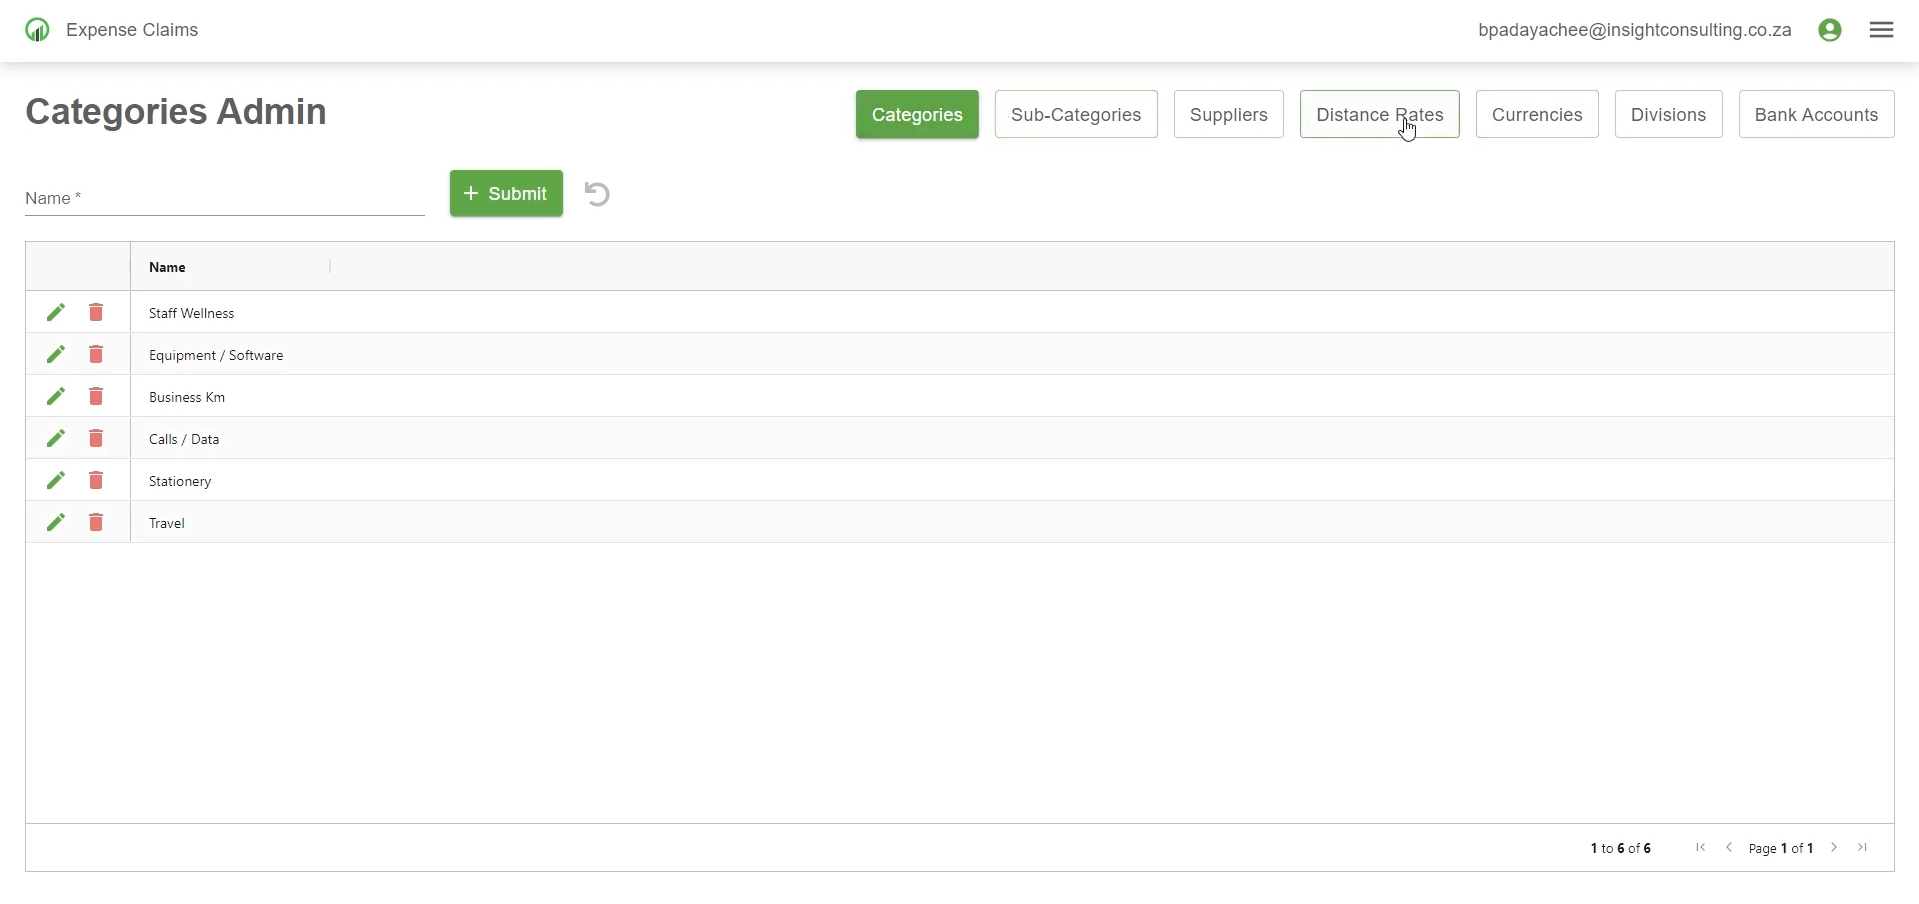 Expense Claims
bpadayachee@insightconsulting.co.za
Categories Admin
Categories
Sub-Categories
Suppliers
Distance Rates
Currencies
Divisions
Bank Accounts
Name *
+ Submit
Name
Staff Wellness
Equipment / Software
Business Km
Calls / Data
Stationery
Travel
1 to 6 of 6
Page 1 of 1